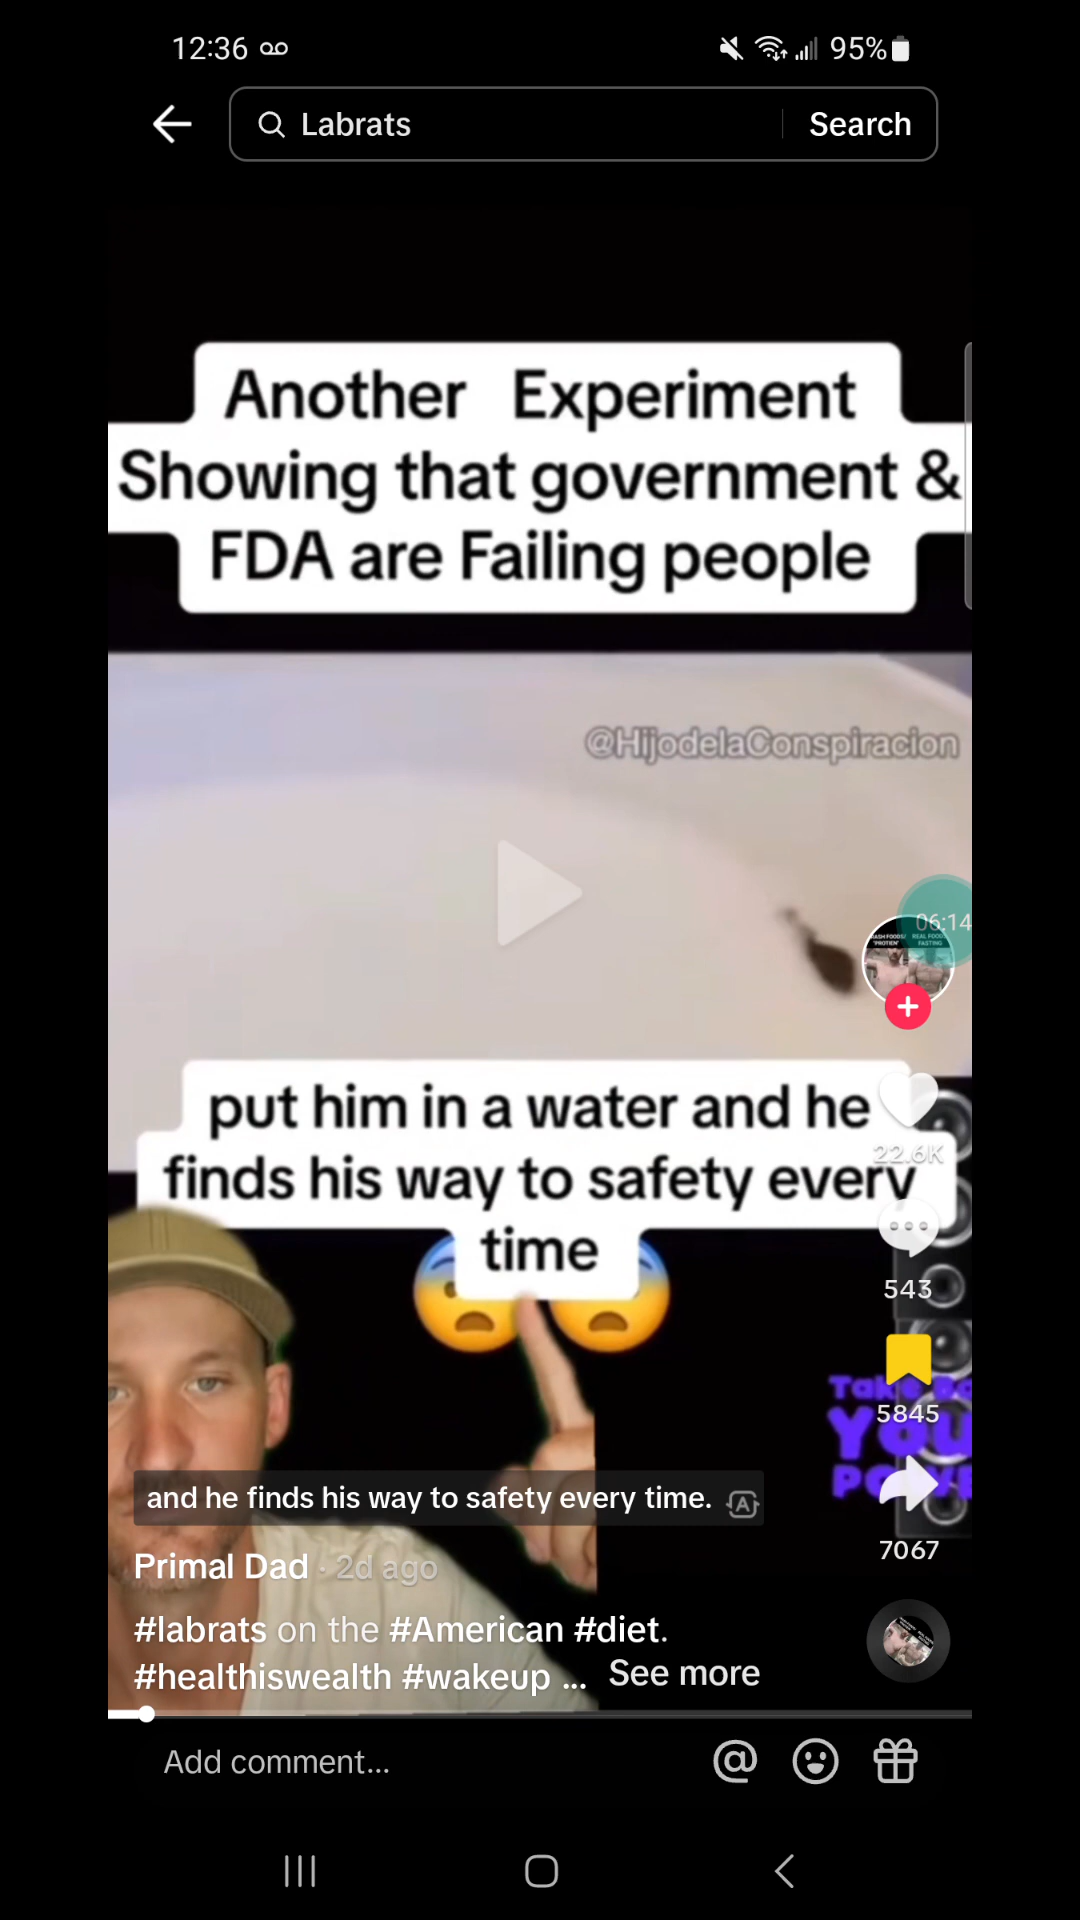 12:36
95%
Labrats
Search
Another Experiment
Showing that government &
FDA are Failing people
@HijodelaConspiracion
06:14
put him in a water and he
finds his way to safety every
time
22.6K
543
5845
7067
and he finds his way to safety every time.
Primal Dad · 2d ago
#labrats on the #American #diet.
#healthiswealth #wakeup ... See more
Add comment...